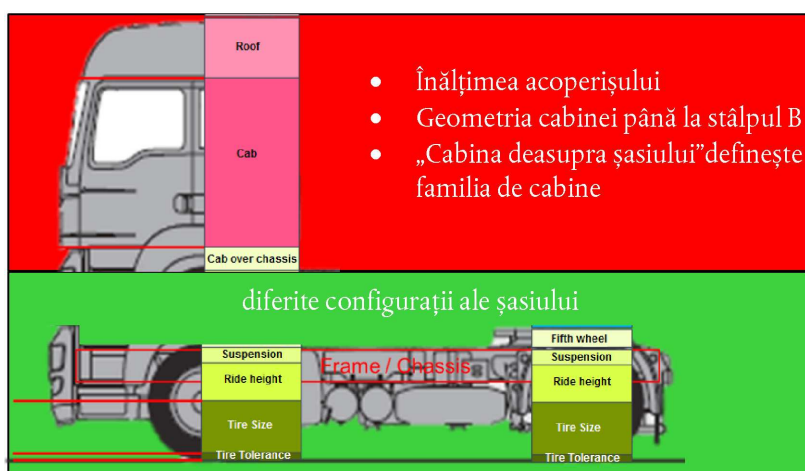 Roof
Cab
Cab over chassis
• Înălțimea acoperișului
• Geometria cabinei până la stâlpul B
• „Cabina deasupra șasiului”definește
familia de cabine
diferite configurații ale șasiului
Suspension
Ride height
Tire Size
Tire Tolerance
Frame / Chassis
Fifth wheel
Suspension
Ride height
Tire Size
Tire Tolerance